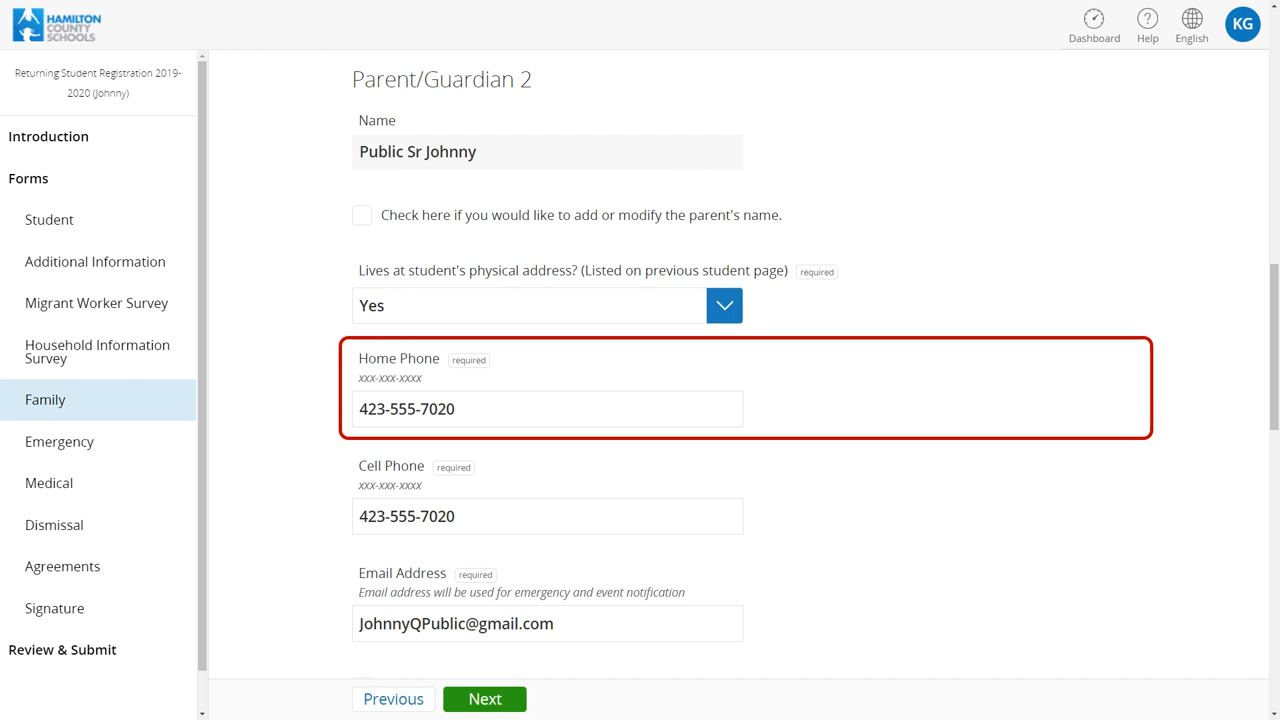 HAMILTON
COUNTY
SCHOOLS
Dashboard
Help
English
KG
Returning Student Registration 2019-
2020 (Johnny)
Introduction
Forms
Student
Additional Information
Migrant Worker Survey
Household Information
Survey
Family
Emergency
Medical
Dismissal
Agreements
Signature
Review & Submit
Parent/Guardian 2
Name
Public Sr Johnny
Check here if you would like to add or modify the parent's name.
Lives at student's physical address? (Listed on previous student page) required
Yes
Home Phone required
xxx-xxx-xxxx
423-555-7020
Cell Phone required
xxx-xxx-xxxx
423-555-7020
Email Address required
Email address will be used for emergency and event notification
JohnnyQPublic@gmail.com
Previous
Next